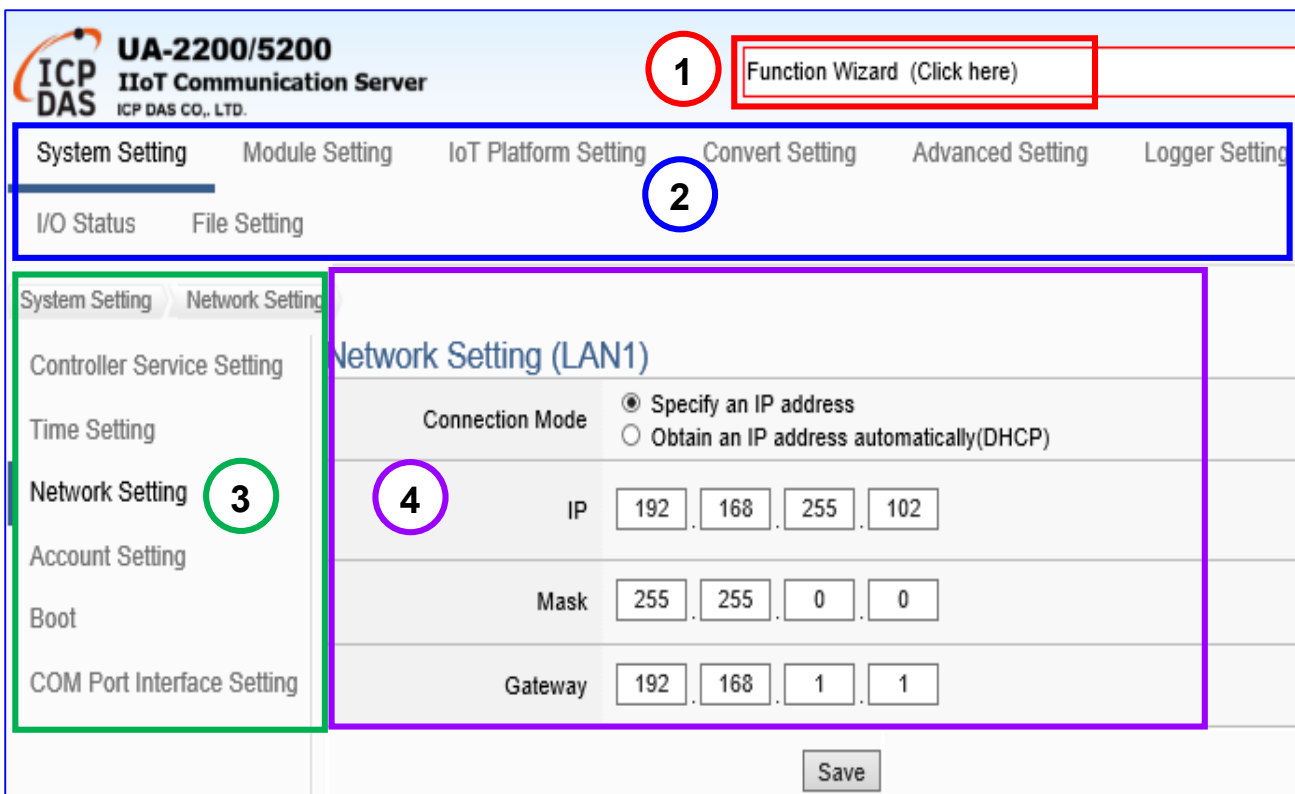 ICP
DAS
UA-2200/5200
IIoT Communication Server
ICP DAS CO,. LTD.
1
Function Wizard (Click here)
System Setting Module Setting IoT Platform Setting Convert Setting Advanced Setting Logger Setting
2
I/O Status File Setting
System Setting Network Setting
Controller Service Setting
Time Setting
Network Setting
3
Account Setting
Boot
COM Port Interface Setting
Network Setting (LAN1)
Connection Mode
Specify an IP address
Obtain an IP address automatically(DHCP)
4
IP 192 . 168 . 255 . 102
Mask 255 . 255 . 0 . 0
Gateway 192 . 168 . 1 . 1
Save